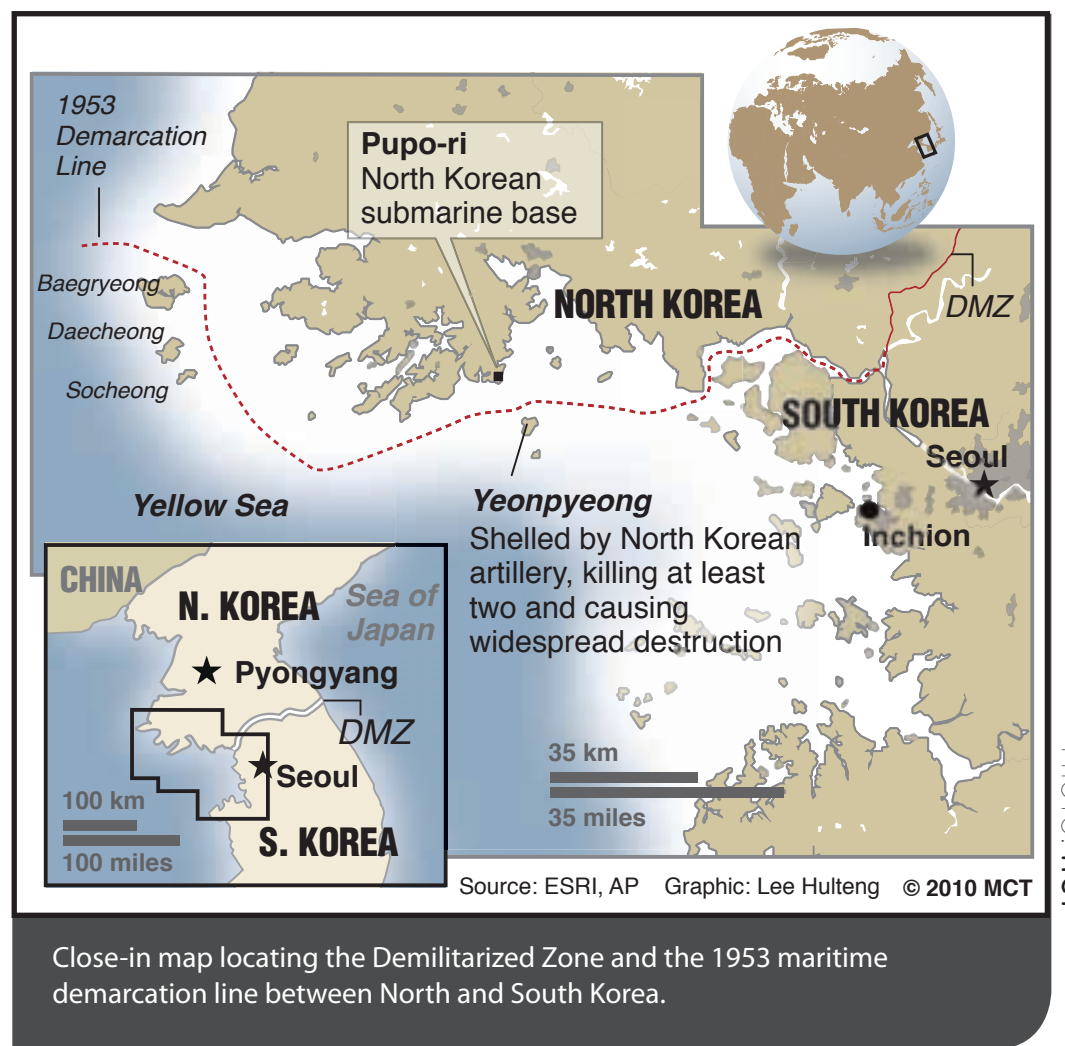 1953
Demarcation
Line
Pupo-ri
North Korean
submarine base
Baegryeong
Daecheong
Socheong
NORTH KOREA
DMZ
SOUTH KOREA
Seoul
Inchion
Yellow Sea
Yeonpyeong
Shelled by North Korean
artillery, killing at least
two and causing
widespread destruction
CHINA
N. KOREA
Sea of
Japan
Pyongyang
DMZ
Seoul
S. KOREA
100 km
100 miles
35 km
35 miles
Source: ESRI, AP Graphic: Lee Hulteng © 2010 MCT
Close-in map locating the Demilitarized Zone and the 1953 maritime
demarcation line between North and South Korea.